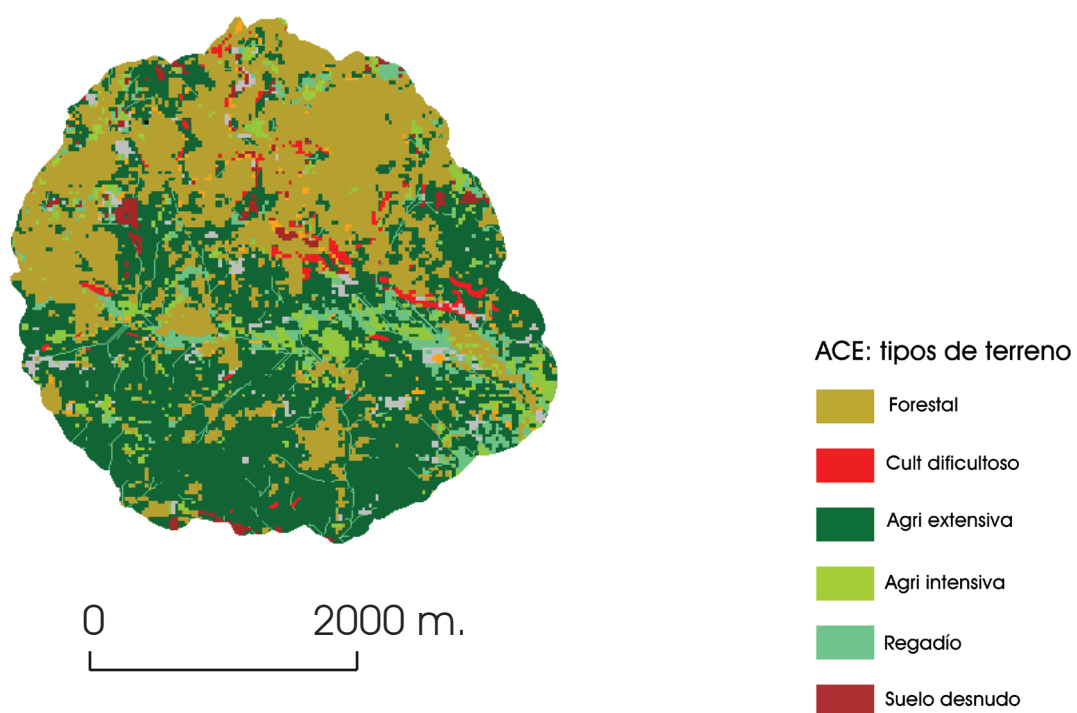 ACE: tipos de terreno
Forestal
Cult dificultoso
Agri extensiva
Agri intensiva
Regadío
Suelo desnudo
0 2000 m.